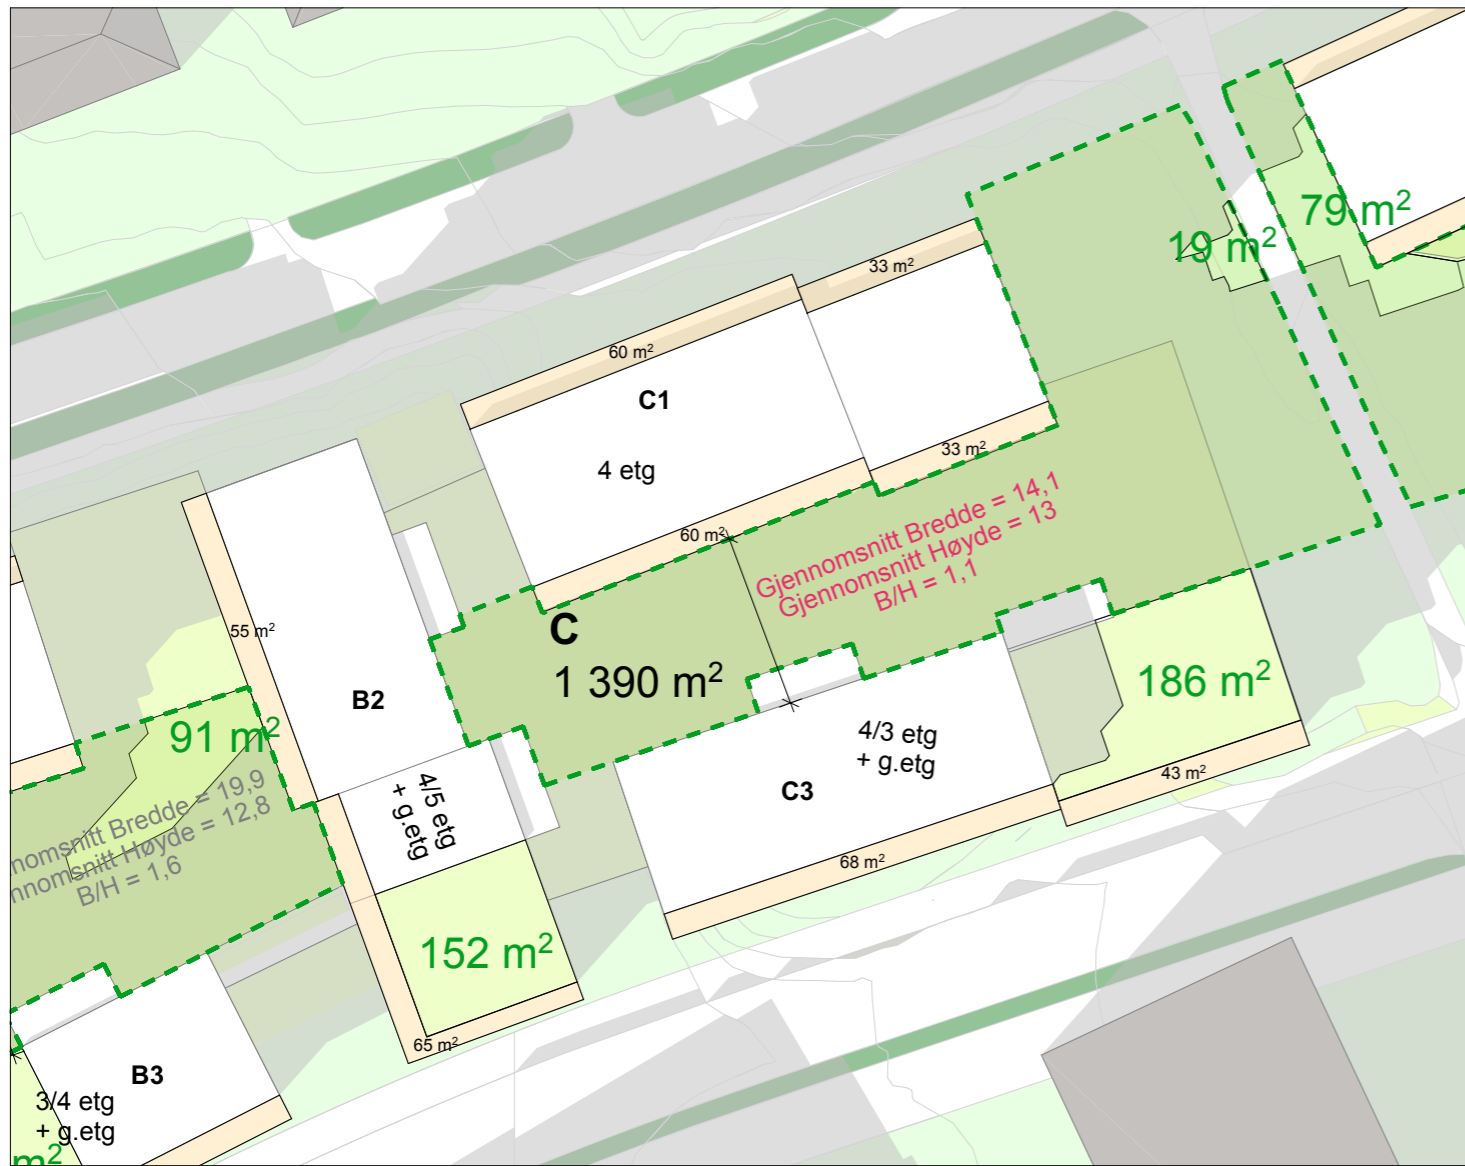 79 m²
19 m²
33 m²
60 m²
C1
4 etg
33 m²
60 m²
Gjennomsnitt Bredde = 14,1
Gjennomsnitt Høyde = 13
B/H = 1,1
C
1 390 m²
55 m²
B2
186 m²
91 m²
4/3 etg
+ g.etg
43 m²
C3
nomsnitt Bredde = 19,9
nnomsnitt Høyde = 12,8
B/H = 1,6
4/5 etg
+ g.etg
68 m²
152 m²
65 m²
B3
3/4 etg
+ g.etg
m²